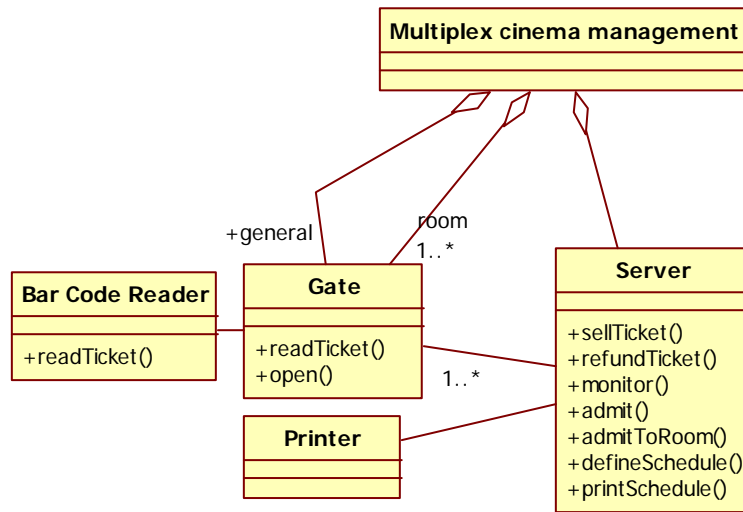 Multiplex cinema management
+general
room
1..*
Bar Code Reader
+readTicket()
Gate
+readTicket()
+open()
1..*
Server
+sellTicket()
+refundTicket()
+monitor()
+admit()
+admitToRoom()
+defineSchedule()
+printSchedule()
Printer